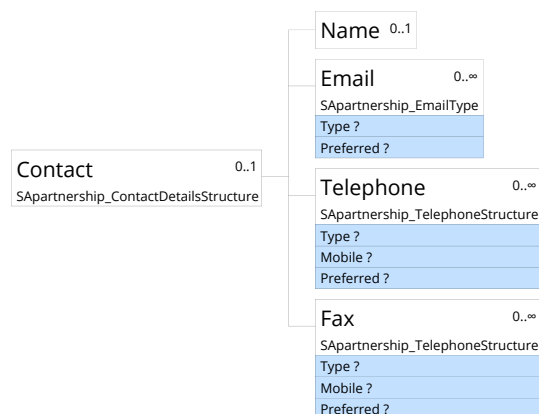 Name 0..1
Email 0..∞
SApartnership_EmailType
Type ?
Preferred ?
Contact 0..1
SApartnership_ContactDetailsStructure
Telephone 0..∞
SApartnership_TelephoneStructure
Type ?
Mobile ?
Preferred ?
Fax 0..∞
SApartnership_TelephoneStructure
Type ?
Mobile ?
Preferred ?